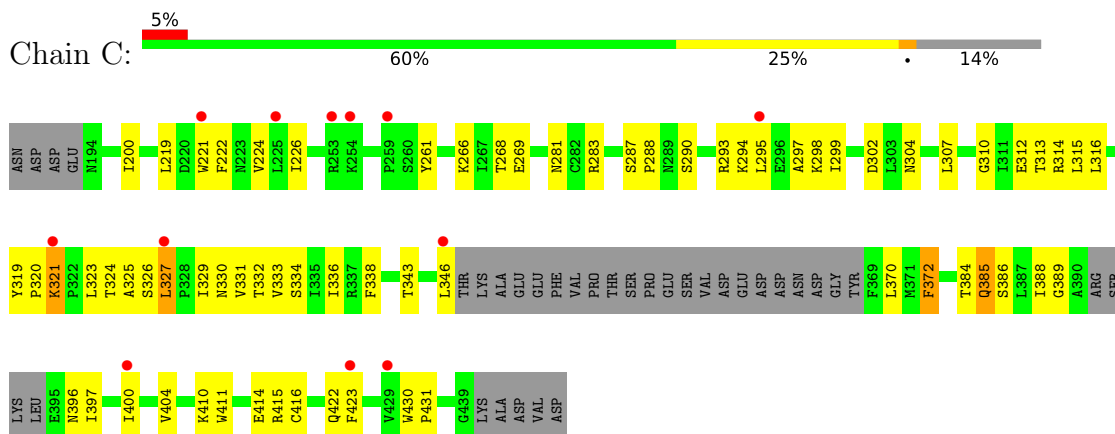 5%
Chain C:
60% 25% • 14%
ASN ASP ASP GLU N194 I200 L219 D220 W221 F222 N223 V224 L225 I226 R253 K254 P259 S260 Y261 K266 I267 T268 E269 N281 C282 R283 S287 P288 N289 S290 R293 K294 L295 E296 A297 K298 I299 D302 L303 N304 L307 G310 I311 E312 T313 R314 L315 L316
Y319 P320 K321 P322 L323 T324 A325 S326 L327 P328 I329 N330 V331 T332 V333 S334 I335 I336 R337 F338 T343 L346 THR LYS ALA GLU GLU PHE VAL PRO THR SER PRO GLU SER VAL ASP GLU ASP ASP ASN ASP GLY TYR F369 L370 M371 F372 T384 Q385 S386 L387 I388 G389 A390 ARG SER
LYS LEU E395 N396 I397 I400 V404 K410 W411 E414 R415 C416 Q422 F423 V429 W430 P431 G439 LYS ALA ASP VAL ASP